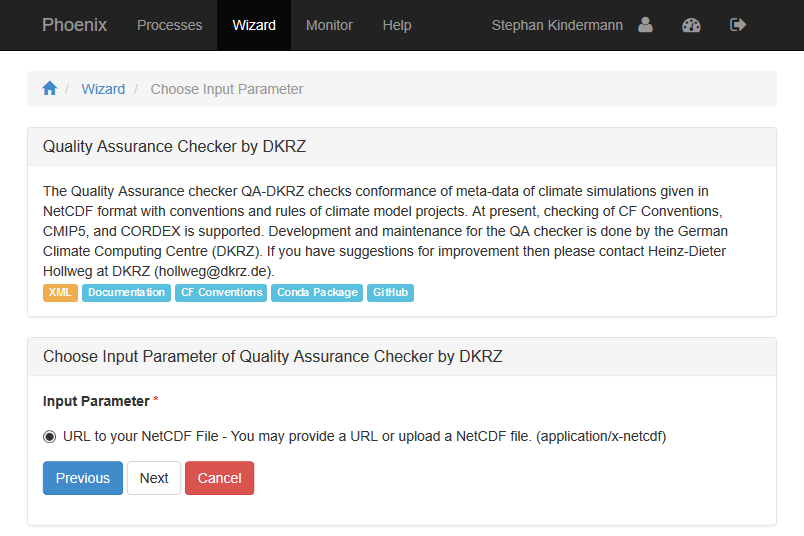 Phoenix Processes Wizard Monitor Help Stephan Kindermann
/ Wizard / Choose Input Parameter
Quality Assurance Checker by DKRZ
The Quality Assurance checker QA-DKRZ checks conformance of meta-data of climate simulations given in
NetCDF format with conventions and rules of climate model projects. At present, checking of CF Conventions,
CMIP5, and CORDEX is supported. Development and maintenance for the QA checker is done by the German
Climate Computing Centre (DKRZ). If you have suggestions for improvement then please contact Heinz-Dieter
Hollweg at DKRZ (hollweg@dkrz.de).
XML Documentation CF Conventions Conda Package GitHub
Choose Input Parameter of Quality Assurance Checker by DKRZ
Input Parameter *
URL to your NetCDF File - You may provide a URL or upload a NetCDF file. (application/x-netcdf)
Previous Next Cancel